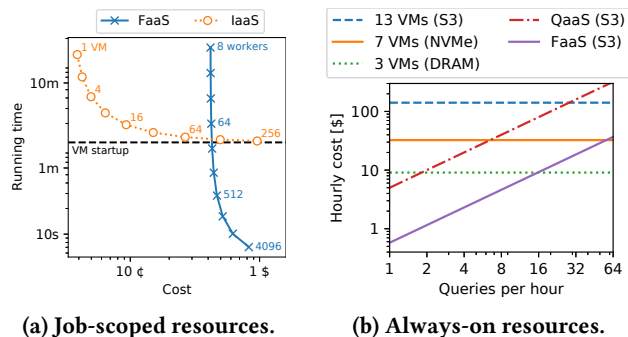 FaaS
IaaS
10m
1m
10s
Running time
1 VM
4
16
64
256
VM startup
8 workers
64
512
4096
10 ¢
1 $
Cost
(a) Job-scoped resources.
13 VMs (S3)
7 VMs (NVMe)
3 VMs (DRAM)
QaaS (S3)
FaaS (S3)
Hourly cost [$]
100
10
1
1 2 4 8 16 32 64
Queries per hour
(b) Always-on resources.